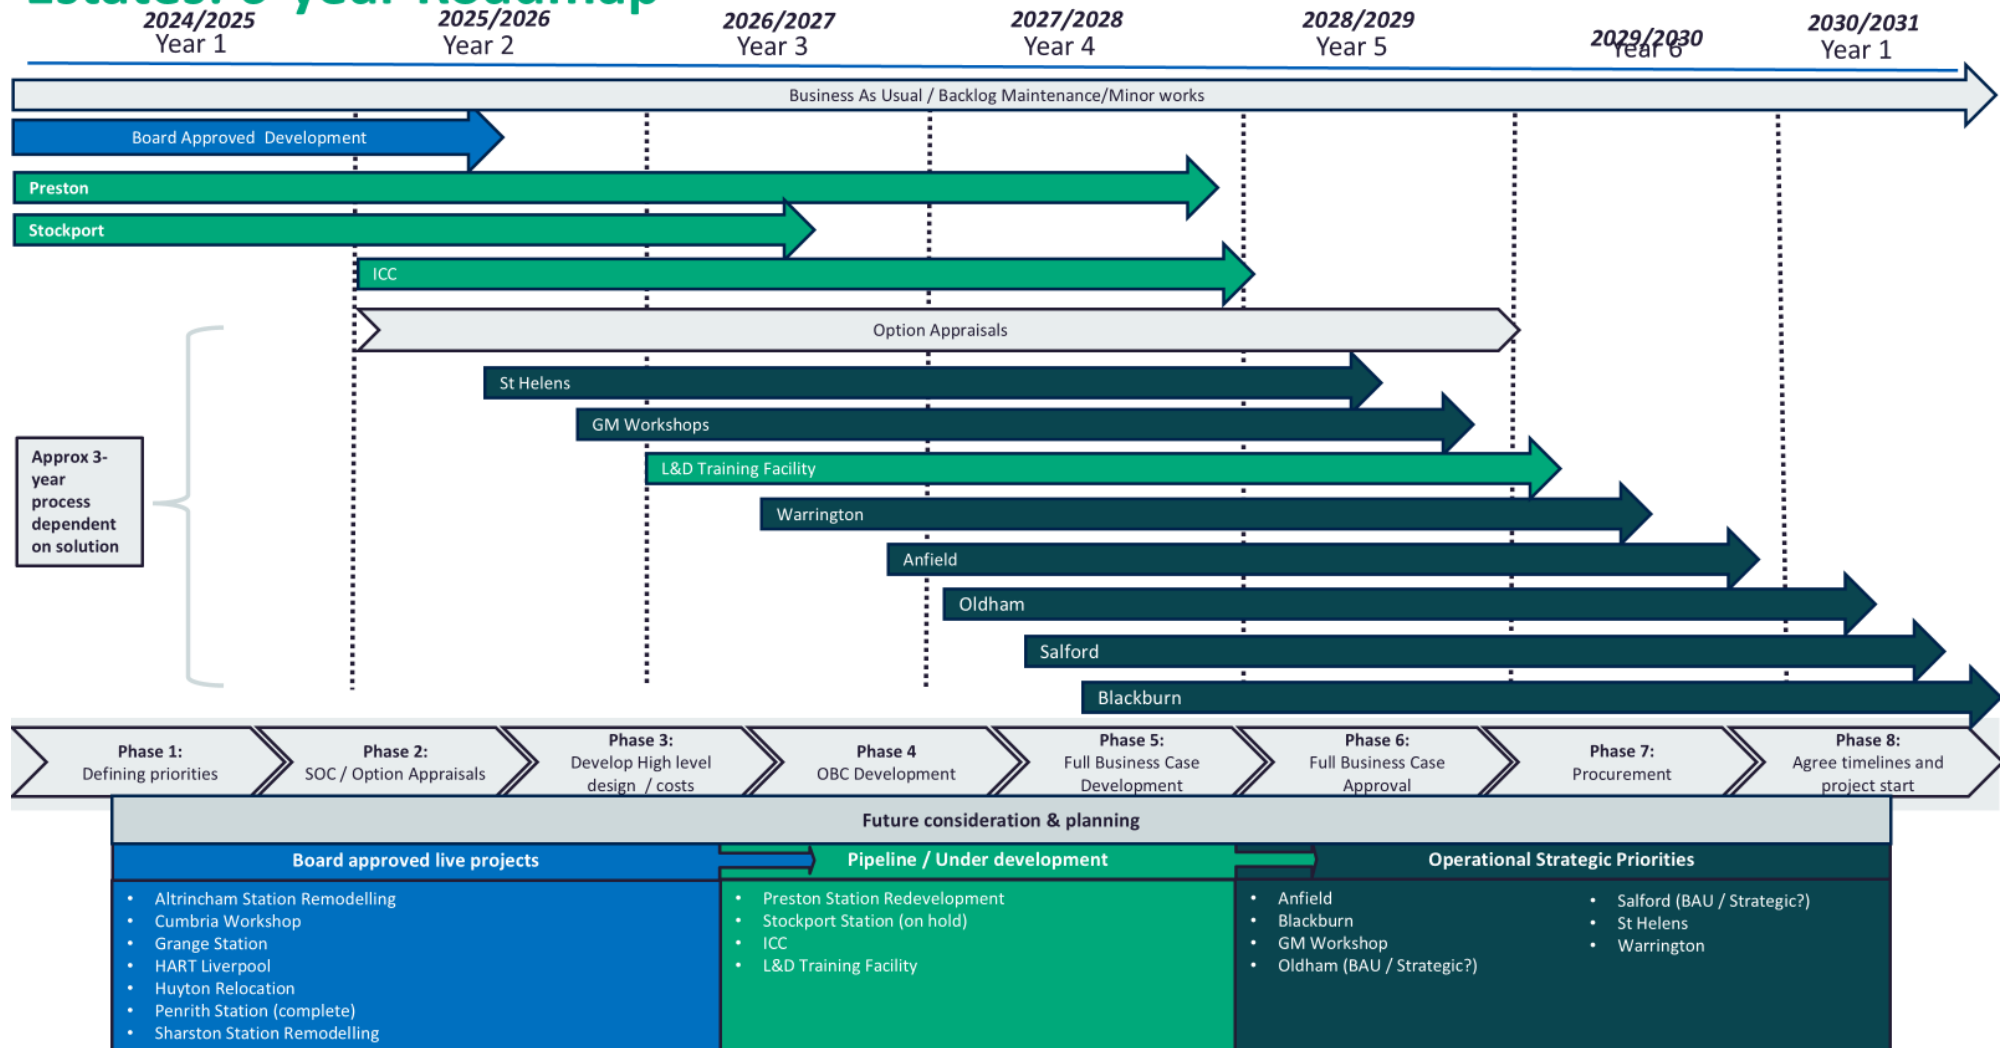 Estates: 6-year Roadmap
2024/2025
Year 1
2025/2026
Year 2
2026/2027
Year 3
2027/2028
Year 4
2028/2029
Year 5
2029/2030
Year 6
2030/2031
Year 1
Business As Usual / Backlog Maintenance/Minor works
Board Approved Development
Preston
Stockport
ICC
Option Appraisals
St Helens
GM Workshops
L&D Training Facility
Warrington
Anfield
Oldham
Salford
Blackburn
Approx 3-
year
process
dependent
on solution
Phase 1:
Defining priorities
Phase 2:
SOC / Option Appraisals
Phase 3:
Develop High level
design / costs
Phase 4
OBC Development
Phase 5:
Full Business Case
Development
Phase 6:
Full Business Case
Approval
Phase 7:
Procurement
Phase 8:
Agree timelines and
project start
Future consideration & planning
Board approved live projects
• Altrincham Station Remodelling
• Cumbria Workshop
• Grange Station
• HART Liverpool
• Huyton Relocation
• Penrith Station (complete)
• Sharston Station Remodelling
Pipeline / Under development
• Preston Station Redevelopment
• Stockport Station (on hold)
• ICC
• L&D Training Facility
Operational Strategic Priorities
• Anfield
• Blackburn
• GM Workshop
• Oldham (BAU / Strategic?)
• Salford (BAU / Strategic?)
• St Helens
• Warrington